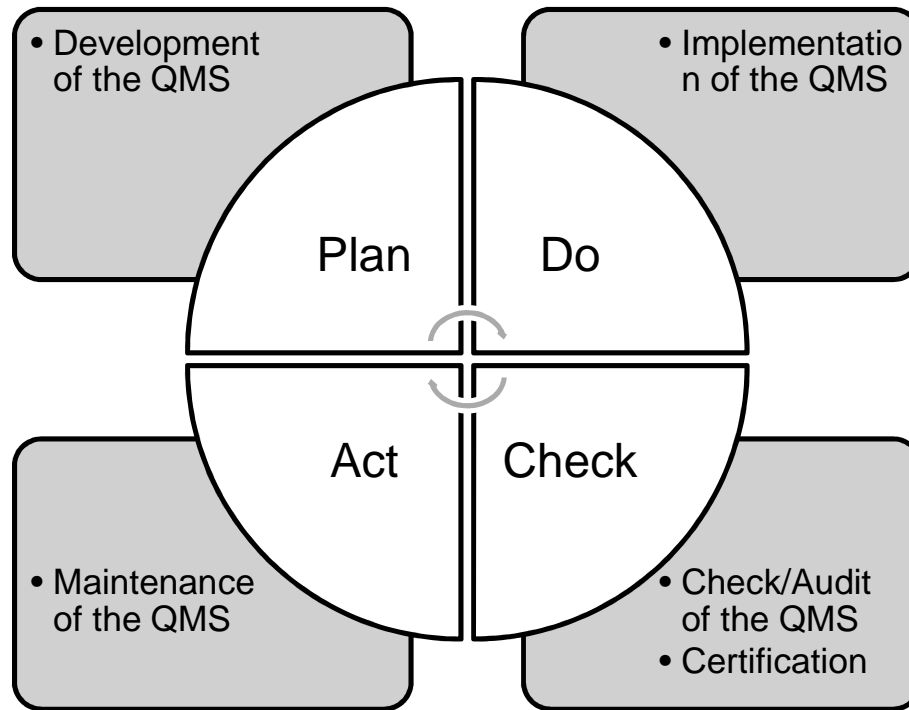 • Development
of the QMS
• Implementatio
n of the QMS
Plan
Do
Act
Check
• Maintenance
of the QMS
• Check/Audit
of the QMS
• Certification